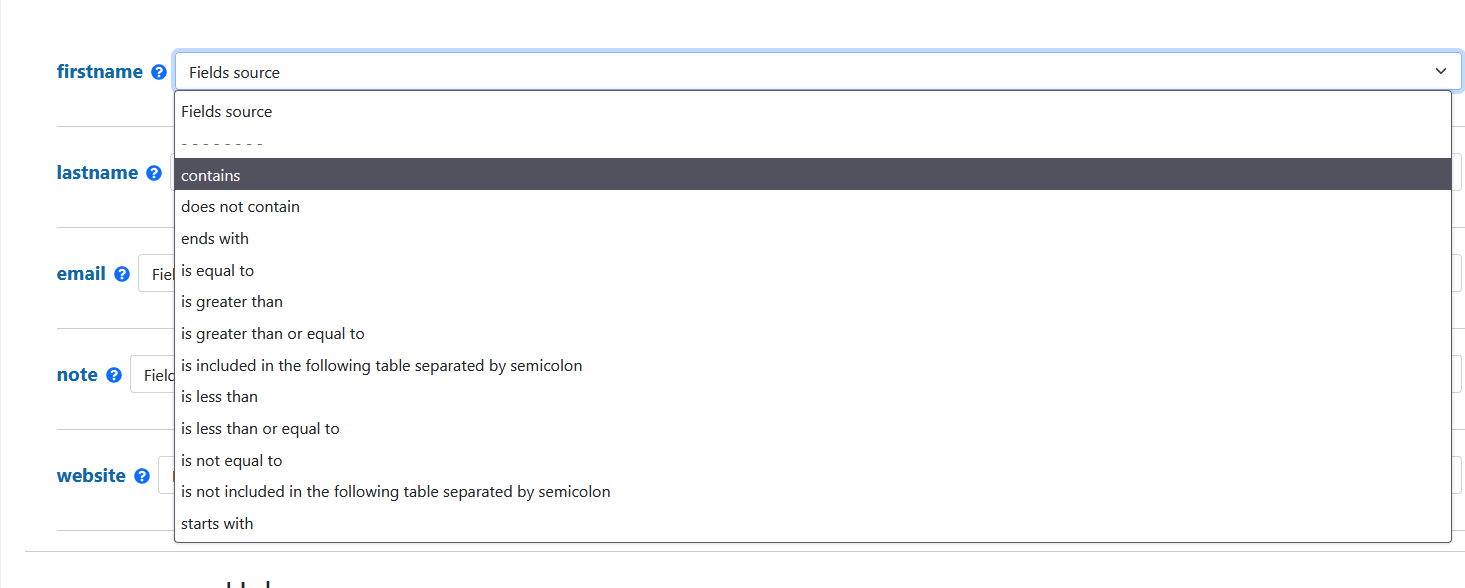 firstname ? Fields source
Fields source
- - - - - - - -
lastname ?
contains
does not contain
ends with
email ?
is equal to
is greater than
is greater than or equal to
note ?
is included in the following table separated by semicolon
is less than
is less than or equal to
website ?
is not equal to
is not included in the following table separated by semicolon
starts with